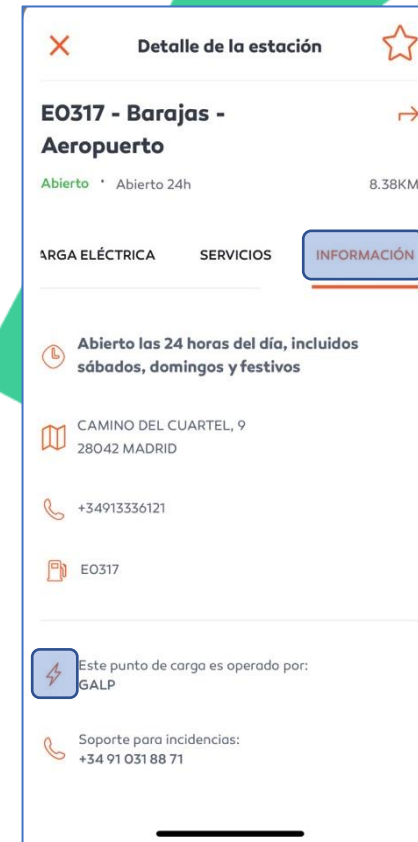 Detalle de la estación
E0317 - Barajas -
Aeropuerto
Abierto · Abierto 24h 8.38KM
ARGA ELÉCTRICA SERVICIOS INFORMACIÓN
Abierto las 24 horas del día, incluidos
sábados, domingos y festivos
CAMINO DEL CUARTEL, 9
28042 MADRID
+34913336121
E0317
Este punto de carga es operado por:
GALP
Soporte para incidencias:
+34 91 031 88 71